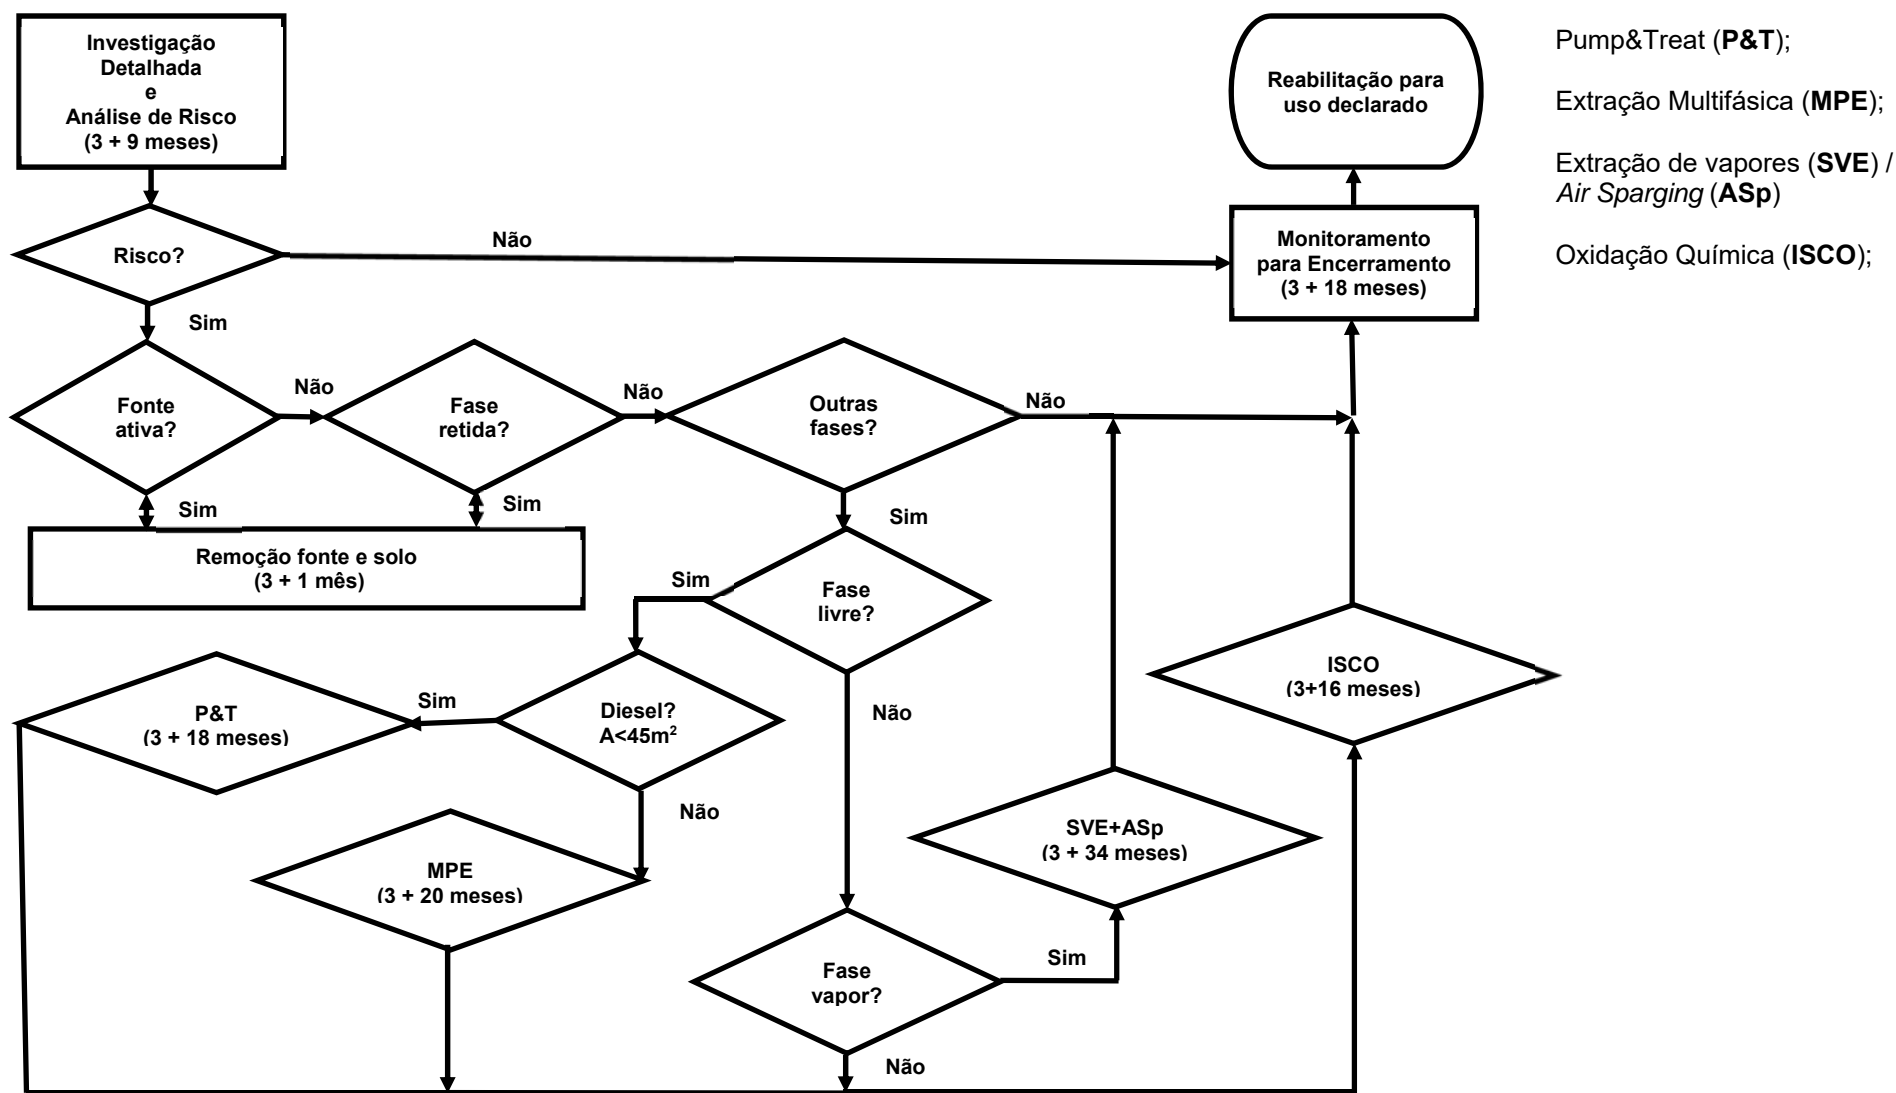 Investigação
Detalhada
e
Análise de Risco
(3 + 9 meses)
Reabilitação para
uso declarado
Pump&Treat (P&T);
Extração Multifásica (MPE);
Extração de vapores (SVE) /
Air Sparging (ASp)
Oxidação Química (ISCO);
Risco?
Não
Monitoramento
para Encerramento
(3 + 18 meses)
Sim
Fonte
ativa?
Não
Fase
retida?
Não
Outras
fases?
Não
Sim
Sim
Sim
Remoção fonte e solo
(3 + 1 mês)
Sim
Fase
livre?
ISCO
(3+16 meses)
P&T
(3 + 18 meses)
Sim
Diesel?
A<45m²
Não
Não
SVE+ASp
(3 + 34 meses)
MPE
(3 + 20 meses)
Fase
vapor?
Sim
Não